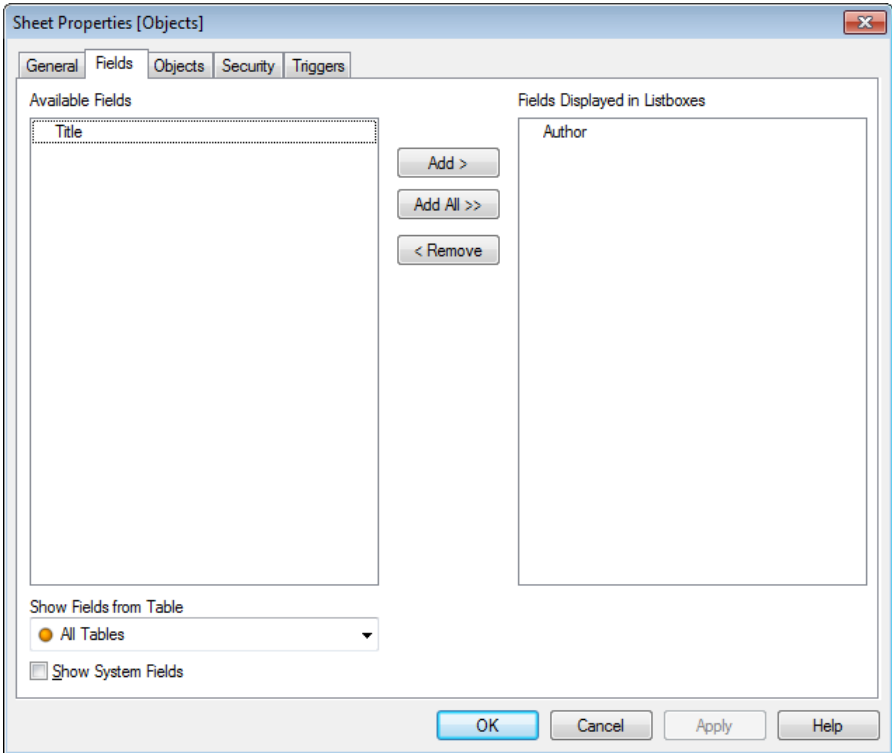 Sheet Properties [Objects]
General Fields Objects Security Triggers
Available Fields
Fields Displayed in Listboxes
Title
Author
Add >
Add All >>
< Remove
Show Fields from Table
All Tables
Show System Fields
OK Cancel Apply Help